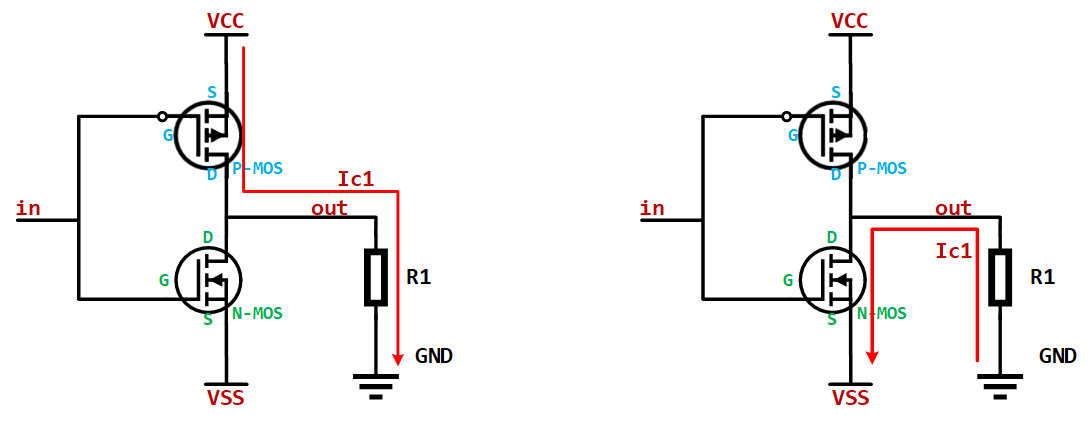 VCC
S
G
P-MOS
D
Ic1
in
out
D
G
R1
N-MOS
S
GND
VSS
VCC
S
G
P-MOS
D
in
out
D
Ic1
G
R1
N-MOS
S
GND
VSS